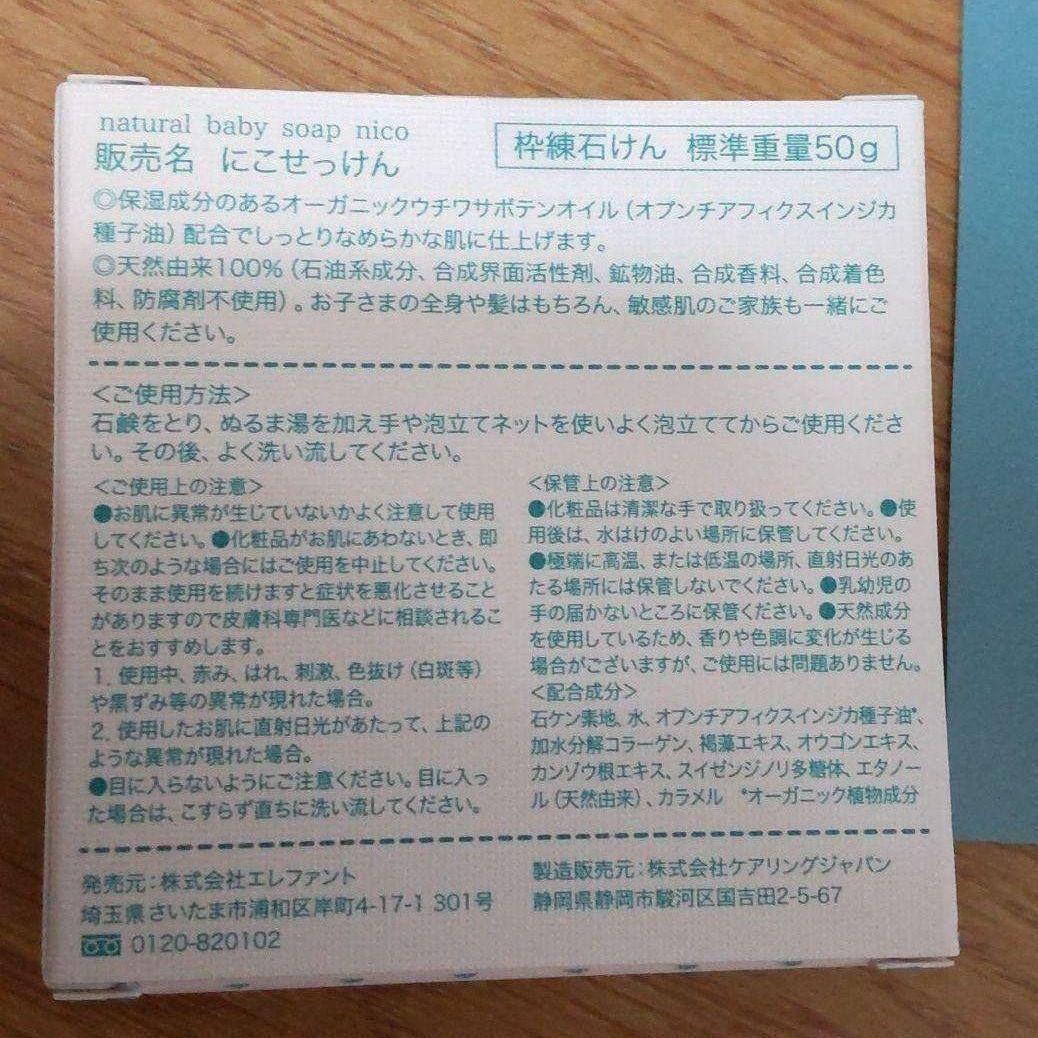 natural baby soap nico
販売名　にこせっけん
枠練石けん　標準重量50g
◎保湿成分のあるオーガニックウチワサボテンオイル（オプンチアフィクスインジカ
種子油）配合でしっとりなめらかな肌に仕上げます。
◎天然由来100%（石油系成分、合成界面活性剤、鉱物油、合成香料、合成着色
料、防腐剤不使用）。お子さまの全身や髪はもちろん、敏感肌のご家族も一緒にご
使用ください。
＜ご使用方法＞
石鹸をとり、ぬるま湯を加え手や泡立てネットを使いよく泡立ててからご使用くださ
い。その後、よく洗い流してください。
＜ご使用上の注意＞
●お肌に異常が生じていないかよく注意して使用
してください。●化粧品がお肌にあわないとき、即
ち次のような場合にはご使用を中止してください。
そのまま使用を続けますと症状を悪化させること
がありますので皮膚科専門医などに相談されるこ
とをおすすめします。
1. 使用中、赤み、はれ、刺激、色抜け（白斑等）
や黒ずみ等の異常が現れた場合。
2. 使用したお肌に直射日光があたって、上記の
ような異常が現れた場合。
●目に入らないようにご注意ください。目に入っ
た場合は、こすらず直ちに洗い流してください。
＜保管上の注意＞
●化粧品は清潔な手で取り扱ってください。●使
用後は、水はけのよい場所に保管してください。
●極端に高温、または低温の場所、直射日光のあ
たる場所には保管しないでください。●乳幼児の
手の届かないところに保管ください。●天然成分
を使用しているため、香りや色調に変化が生じる
場合がございますが、ご使用には問題ありません。
＜配合成分＞
石ケン素地、水、オプンチアフィクスインジカ種子油*、
加水分解コラーゲン、褐藻エキス、オウゴンエキス、
カンゾウ根エキス、スイゼンジノリ多糖体、エタノー
ル（天然由来）、カラメル　*オーガニック植物成分
発売元：株式会社エレファント
埼玉県さいたま市浦和区岸町4-17-1 301号
0120-820102
製造販売元：株式会社ケアリングジャパン
静岡県静岡市駿河区国吉田2-5-67